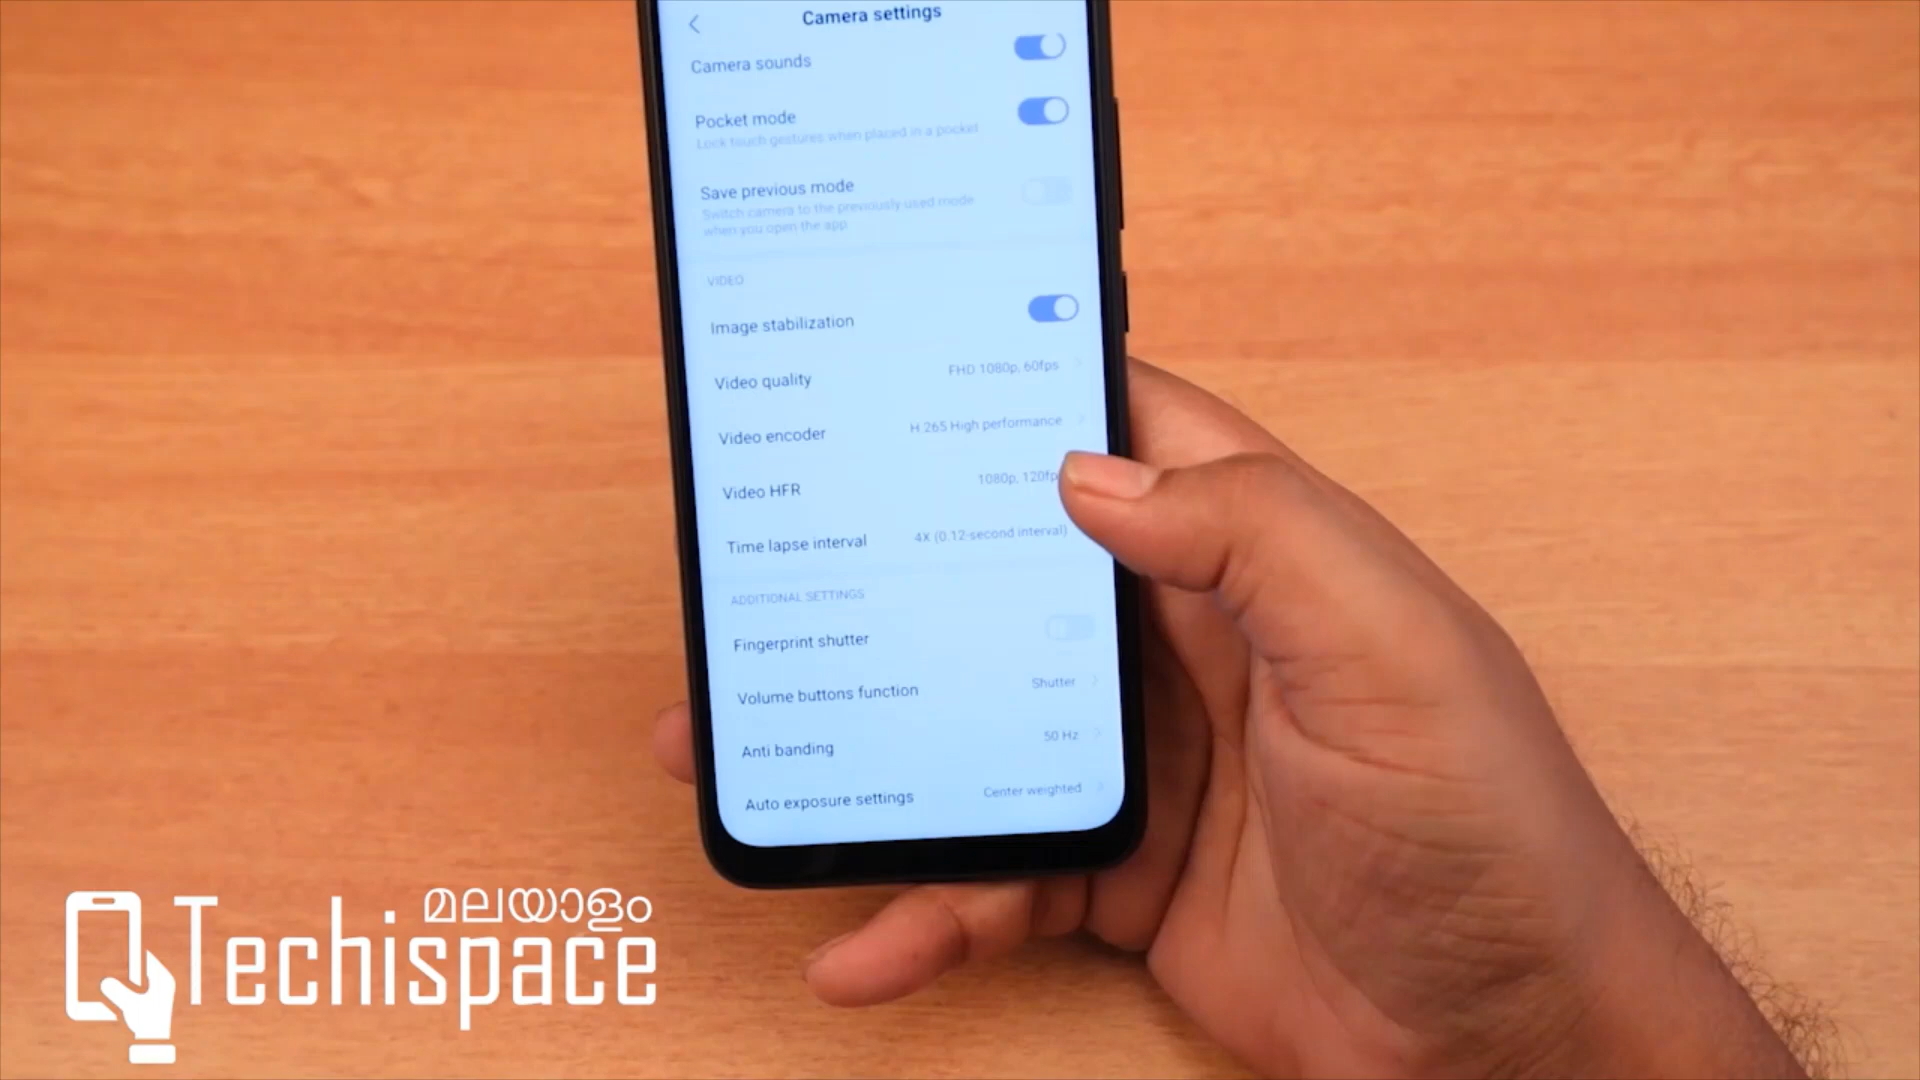 Camera settings
Camera sounds
Pocket mode
Lock touch gestures when placed in a pocket
Save previous mode
Switch camera to the previously used mode
when you open the app
VIDEO
Image stabilization
Video quality FHD 1080p, 60fps
Video encoder H.265 High performance
Video HFR 1080p, 120fp
Time lapse interval 4X (0.12-second interval)
ADDITIONAL SETTINGS
Fingerprint shutter
Volume buttons function Shutter
Anti banding 50 Hz
Auto exposure settings Center weighted
മലയാളം
Techispace